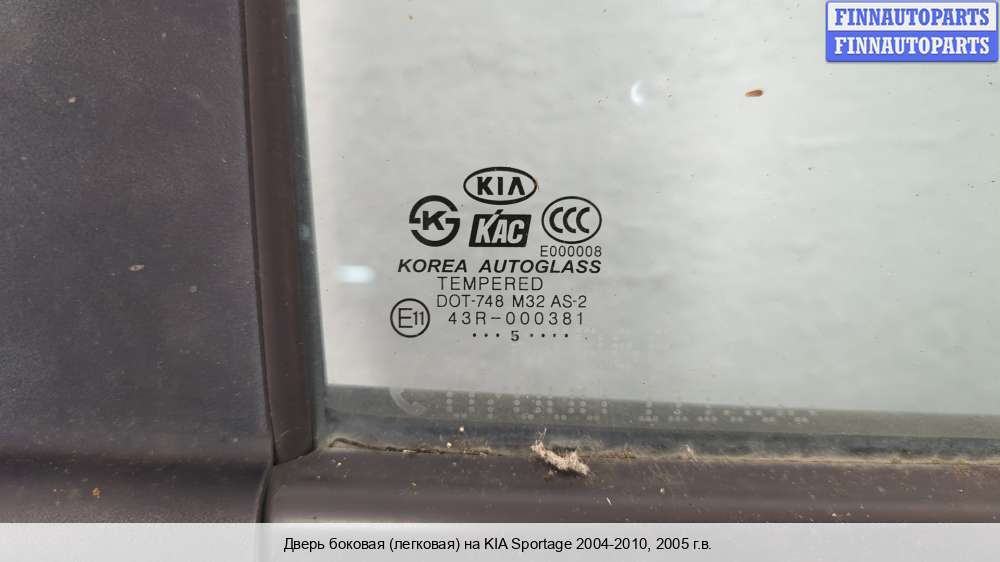 FINNAUTOPARTS
FINNAUTOPARTS
KIA
K
KAC
CCC
E000008
KOREA AUTOGLASS
TEMPERED
DOT-748 M32 AS-2
E11 43R-000381
•••5••••
Дверь боковая (легковая) на KIA Sportage 2004-2010, 2005 г.в.